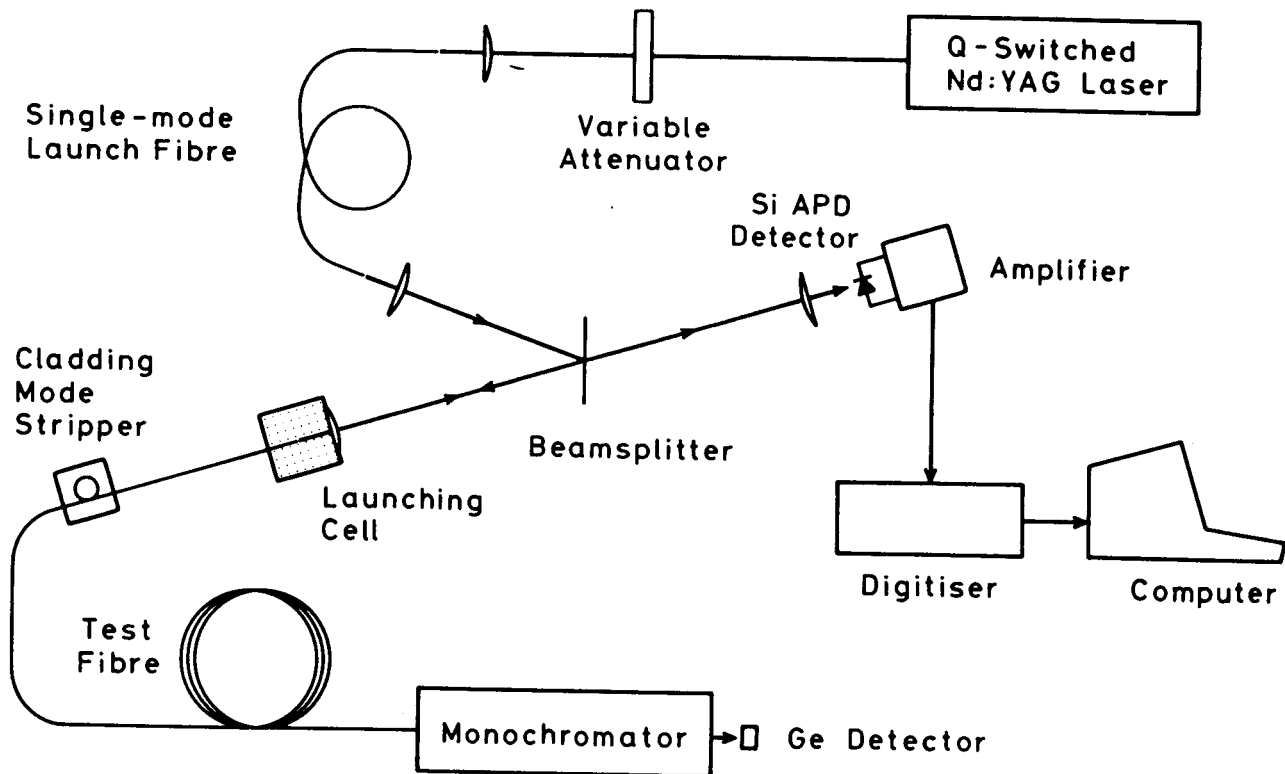 Q-Switched
Nd:YAG Laser
Single-mode
Launch Fibre
Variable
Attenuator
Si APD
Detector
Amplifier
Cladding
Mode
Stripper
Beamsplitter
Launching
Cell
Digitiser
Computer
Test
Fibre
Monochromator
Ge Detector